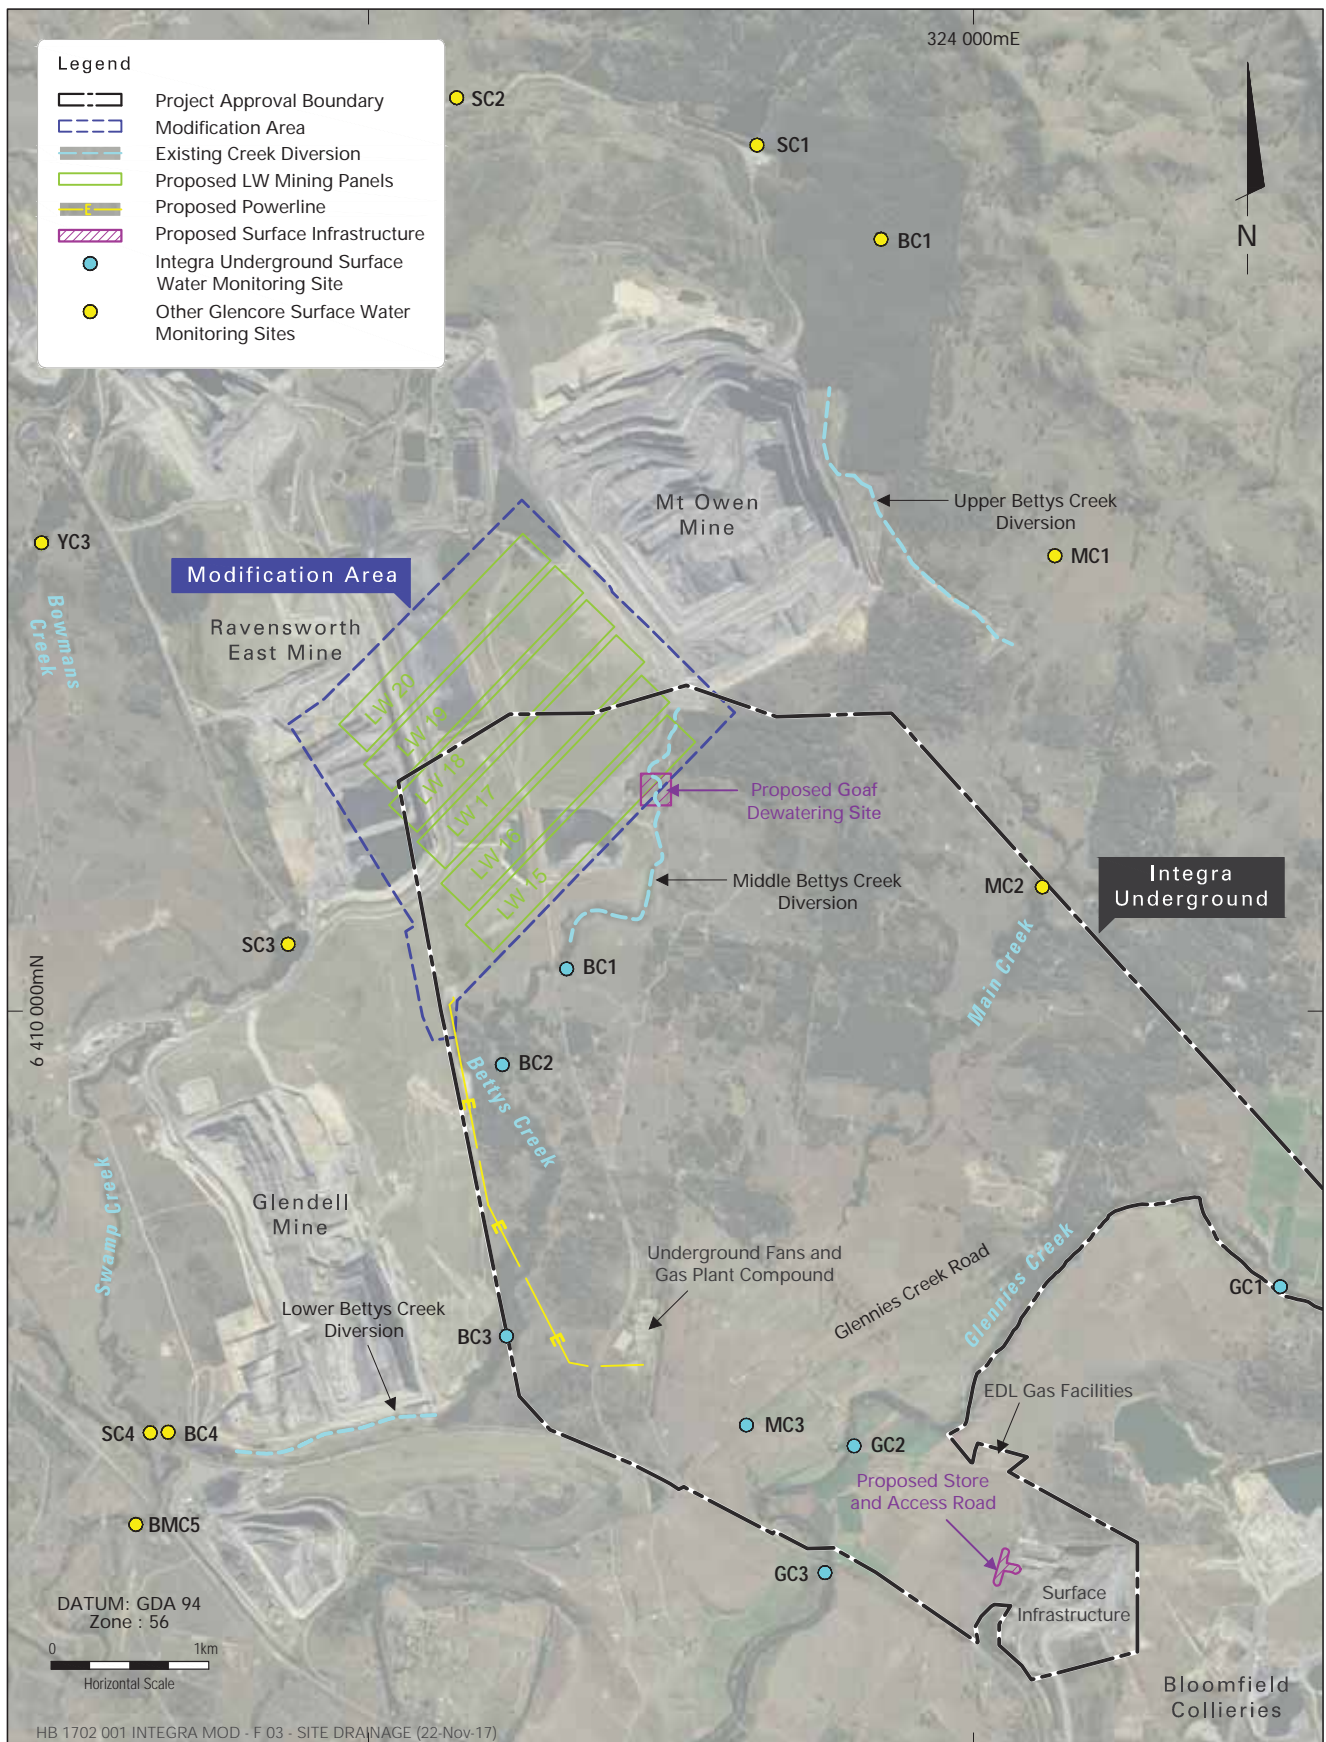 324 000mE
Legend
Project Approval Boundary
Modification Area
Existing Creek Diversion
Proposed LW Mining Panels
E
Proposed Powerline
Proposed Surface Infrastructure
Integra Underground Surface
Water Monitoring Site
Other Glencore Surface Water
Monitoring Sites
SC2
SC1
BC1
N
Mt Owen
Mine
Upper Bettys Creek
Diversion
MC1
YC3
Modification Area
Bowmans
Creek
Ravensworth
East Mine
LW 20
LW 19
LW 18
LW 17
LW 16
LW 15
Proposed Goaf
Dewatering Site
Middle Bettys Creek
Diversion
MC2
Integra
Underground
SC3
BC1
Main Creek
6 410 000mN
BC2
Bettys Creek
E
Swamp Creek
Glendell
Mine
E
Underground Fans and
Gas Plant Compound
Glennies Creek Road
Glennies Creek
GC1
Lower Bettys Creek
Diversion
BC3
E
EDL Gas Facilities
SC4
BC4
MC3
GC2
Proposed Store
and Access Road
BMC5
GC3
Surface
Infrastructure
DATUM: GDA 94
Zone : 56
0
1km
Horizontal Scale
Bloomfield
Collieries
HB 1702 001 INTEGRA MOD - F 03 - SITE DRAINAGE (22-Nov-17)